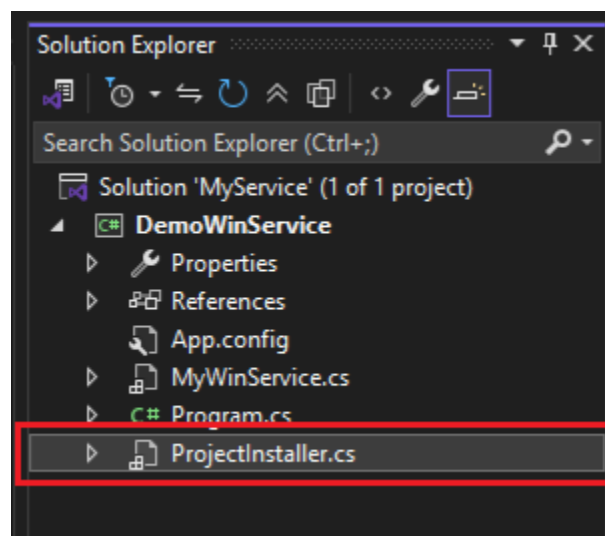 Solution Explorer
Search Solution Explorer (Ctrl+;)
Solution 'MyService' (1 of 1 project)
C# DemoWinService
Properties
References
App.config
MyWinService.cs
C# Program.cs
ProjectInstaller.cs